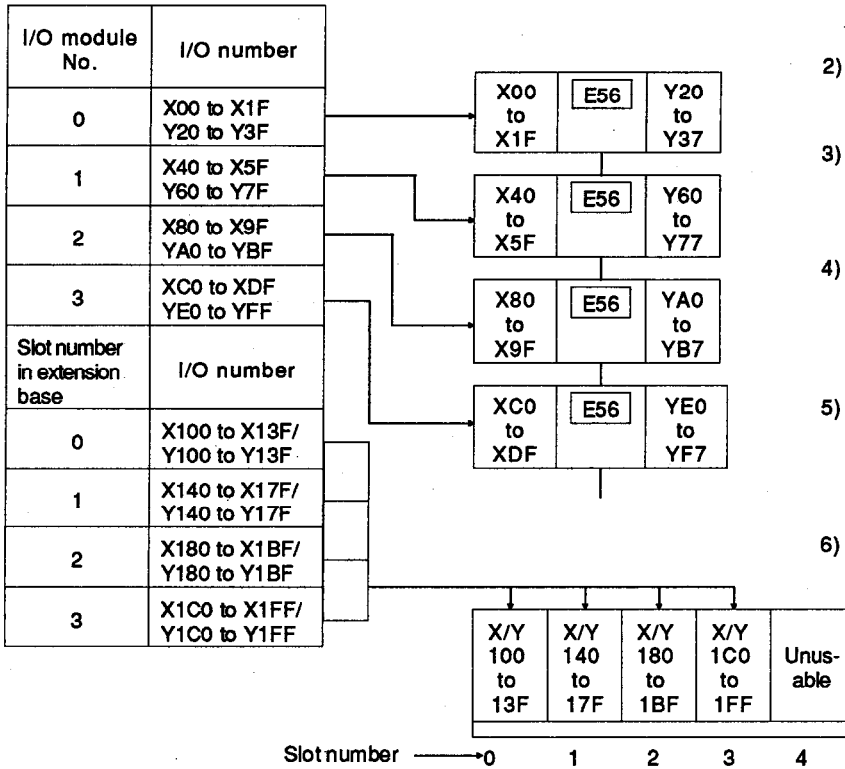 I/O module
No.
I/O number
0
X00 to X1F
Y20 to Y3F
1
X40 to X5F
Y60 to Y7F
2
X80 to X9F
YA0 to YBF
3
XC0 to XDF
YE0 to YFF
Slot number
in extension
base
I/O number
0
X100 to X13F/
Y100 to Y13F
1
X140 to X17F/
Y140 to Y17F
2
X180 to X1BF/
Y180 to Y1BF
3
X1C0 to X1FF/
Y1C0 to Y1FF
X00
to
X1F
E56
Y20
to
Y37
X40
to
X5F
E56
Y60
to
Y77
X80
to
X9F
E56
YA0
to
YB7
XC0
to
XDF
E56
YE0
to
YF7
2)
3)
4)
5)
6)
X/Y
100
to
13F
X/Y
140
to
17F
X/Y
180
to
1BF
X/Y
1C0
to
1FF
Unus-
able
Slot number 0 1 2 3 4